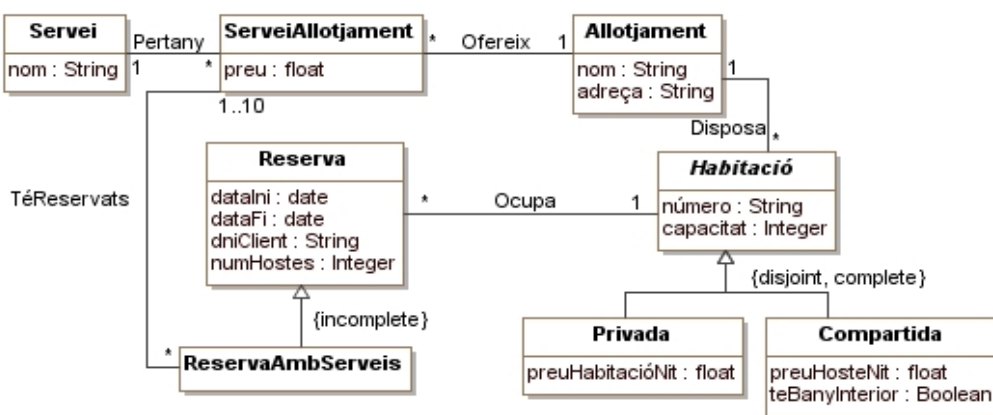 Servei
nom : String
Pertany
1
*
ServeiAllotjament
preu : float
*
Ofereix
1
Allotjament
nom : String
adreça : String
1
Disposa
*
1..10
TéReservats
*
Reserva
dataIni : date
dataFi : date
dniClient : String
numHostes : Integer
*
Ocupa
1
Habitació
número : String
capacitat : Integer
{incomplete}
{disjoint, complete}
ReservaAmbServeis
Privada
preuHabitacióNit : float
Compartida
preuHosteNit : float
teBanyInterior : Boolean